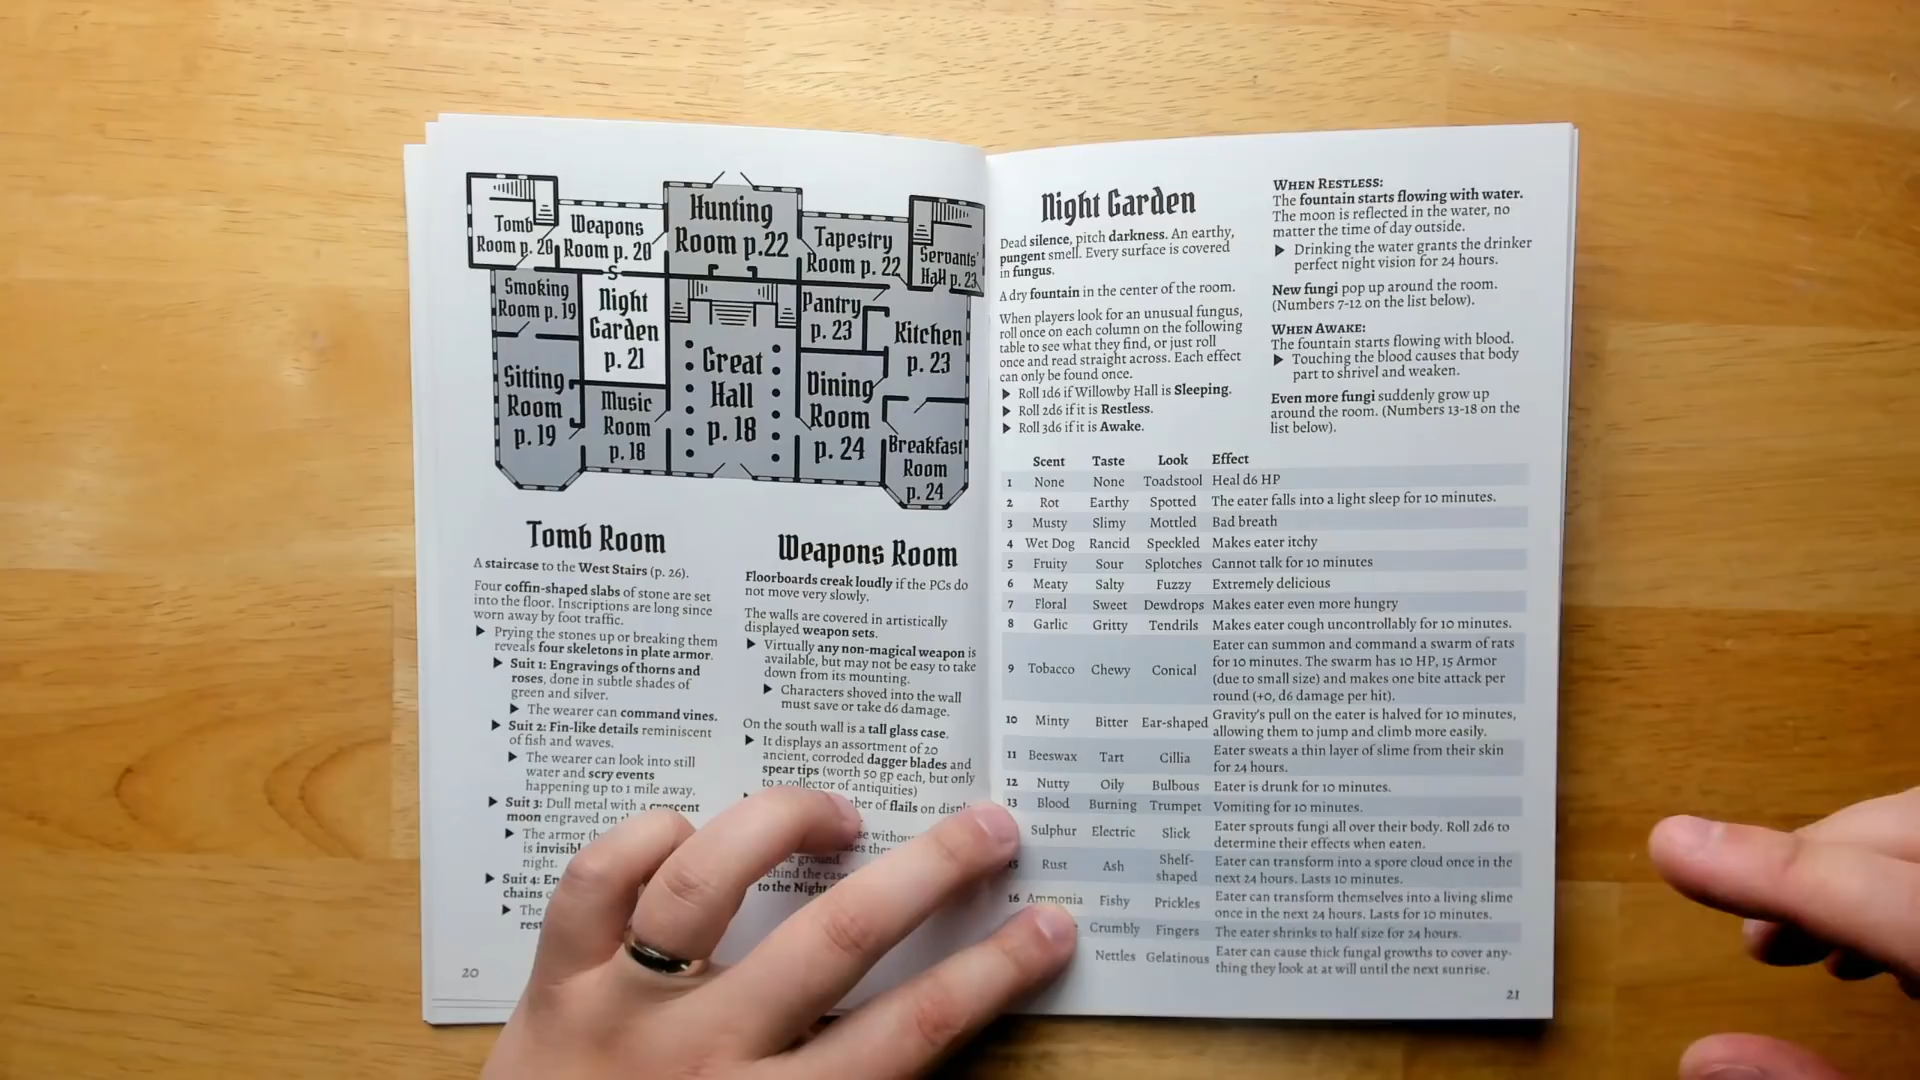 Tomb
Room p. 20
Weapons
Room p. 20
Hunting
Room p.22
Tapestry
Room p. 22
Servants'
Hall p. 23
S
Smoking
Room p. 19
Night
Garden
p. 21
Pantry
p. 23
Kitchen
p. 23
Great
Hall
p. 18
Sitting
Room
p. 19
Music
Room
p. 18
Dining
Room
p. 24
Breakfast
Room
p. 24
Tomb Room
A staircase to the West Stairs (p. 26).
Four coffin-shaped slabs of stone are set
into the floor. Inscriptions are long since
worn away by foot traffic.
▶ Prying the stones up or breaking them
reveals four skeletons in plate armor.
▶ Suit 1: Engravings of thorns and
roses, done in subtle shades of
green and silver.
▶ The wearer can command vines.
▶ Suit 2: Fin-like details reminiscent
of fish and waves.
▶ The wearer can look into still
water and scry events
happening up to 1 mile away.
▶ Suit 3: Dull metal with a crescent
moon engraved on
▶ The armor
is
night.
▶ Suit 4:
chains
▶ The
20
Weapons Room
Floorboards creak loudly if the PCs do
not move very slowly.
The walls are covered in artistically
displayed weapon sets.
▶ Virtually any non-magical weapon is
available, but may not be easy to take
down from its mounting.
▶ Characters shoved into the wall
must save or take d6 damage.
On the south wall is a tall glass case.
▶ It displays an assortment of 20
ancient, corroded dagger blades and
spear tips (worth 50 gp each, but only
to a collector of antiquities)
of flails on
ground.
behind the case
to the Night
Night Garden
Dead silence, pitch darkness. An earthy,
pungent smell. Every surface is covered
in fungus.
A dry fountain in the center of the room.
When players look for an unusual fungus,
roll once on each column on the following
table to see what they find, or just roll
once and read straight across. Each effect
can only be found once.
▶ Roll 1d6 if Willowby Hall is Sleeping.
▶ Roll 2d6 if it is Restless.
▶ Roll 3d6 if it is Awake.
When Restless:
The fountain starts flowing with water.
The moon is reflected in the water, no
matter the time of day outside.
▶ Drinking the water grants the drinker
perfect night vision for 24 hours.
New fungi pop up around the room.
(Numbers 7-12 on the list below).
When Awake:
The fountain starts flowing with blood.
▶ Touching the blood causes that body
part to shrivel and weaken.
Even more fungi suddenly grow up
around the room. (Numbers 13-18 on the
list below).
Scent Taste Look Effect
1 None None Toadstool Heal d6 HP
2 Rot Earthy Spotted The eater falls into a light sleep for 10 minutes.
3 Musty Slimy Mottled Bad breath
4 Wet Dog Rancid Speckled Makes eater itchy
5 Fruity Sour Splotches Cannot talk for 10 minutes
6 Meaty Salty Fuzzy Extremely delicious
7 Floral Sweet Dewdrops Makes eater even more hungry
8 Garlic Gritty Tendrils Makes eater cough uncontrollably for 10 minutes.
9 Tobacco Chewy Conical Eater can summon and command a swarm of rats
for 10 minutes. The swarm has 10 HP, 15 Armor
(due to small size) and makes one bite attack per
round (+0, d6 damage per hit).
10 Minty Bitter Ear-shaped Gravity's pull on the eater is halved for 10 minutes,
allowing them to jump and climb more easily.
11 Beeswax Tart Cillia Eater sweats a thin layer of slime from their skin
for 24 hours.
12 Nutty Oily Bulbous Eater is drunk for 10 minutes.
13 Blood Burning Trumpet Vomiting for 10 minutes.
Sulphur Electric Slick Eater sprouts fungi all over their body. Roll 2d6 to
determine their effects when eaten.
15 Rust Ash Shelf-
shaped Eater can transform into a spore cloud once in the
next 24 hours. Lasts 10 minutes.
16 Ammonia Fishy Prickles Eater can transform themselves into a living slime
once in the next 24 hours. Lasts for 10 minutes.
Crumbly Fingers The eater shrinks to half size for 24 hours.
Nettles Gelatinous Eater can cause thick fungal growths to cover any-
thing they look at at will until the next sunrise.
21